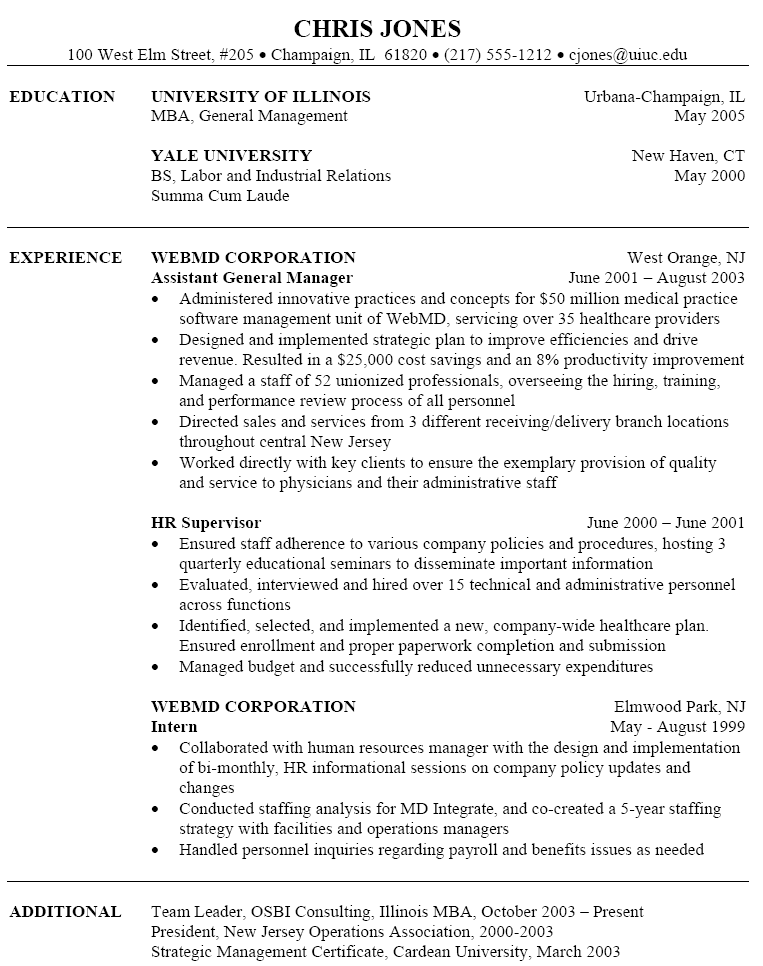 CHRIS JONES
100 West Elm Street, #205 • Champaign, IL 61820 • (217) 555-1212 • cjones@uiuc.edu
EDUCATION UNIVERSITY OF ILLINOIS Urbana-Champaign, IL
MBA, General Management May 2005
YALE UNIVERSITY New Haven, CT
BS, Labor and Industrial Relations May 2000
Summa Cum Laude
EXPERIENCE WEBMD CORPORATION West Orange, NJ
Assistant General Manager June 2001 – August 2003
• Administered innovative practices and concepts for $50 million medical practice
software management unit of WebMD, servicing over 35 healthcare providers
• Designed and implemented strategic plan to improve efficiencies and drive
revenue. Resulted in a $25,000 cost savings and an 8% productivity improvement
• Managed a staff of 52 unionized professionals, overseeing the hiring, training,
and performance review process of all personnel
• Directed sales and services from 3 different receiving/delivery branch locations
throughout central New Jersey
• Worked directly with key clients to ensure the exemplary provision of quality
and service to physicians and their administrative staff
HR Supervisor June 2000 – June 2001
• Ensured staff adherence to various company policies and procedures, hosting 3
quarterly educational seminars to disseminate important information
• Evaluated, interviewed and hired over 15 technical and administrative personnel
across functions
• Identified, selected, and implemented a new, company-wide healthcare plan.
Ensured enrollment and proper paperwork completion and submission
• Managed budget and successfully reduced unnecessary expenditures
WEBMD CORPORATION Elmwood Park, NJ
Intern May - August 1999
• Collaborated with human resources manager with the design and implementation
of bi-monthly, HR informational sessions on company policy updates and
changes
• Conducted staffing analysis for MD Integrate, and co-created a 5-year staffing
strategy with facilities and operations managers
• Handled personnel inquiries regarding payroll and benefits issues as needed
ADDITIONAL Team Leader, OSBI Consulting, Illinois MBA, October 2003 – Present
President, New Jersey Operations Association, 2000-2003
Strategic Management Certificate, Cardean University, March 2003